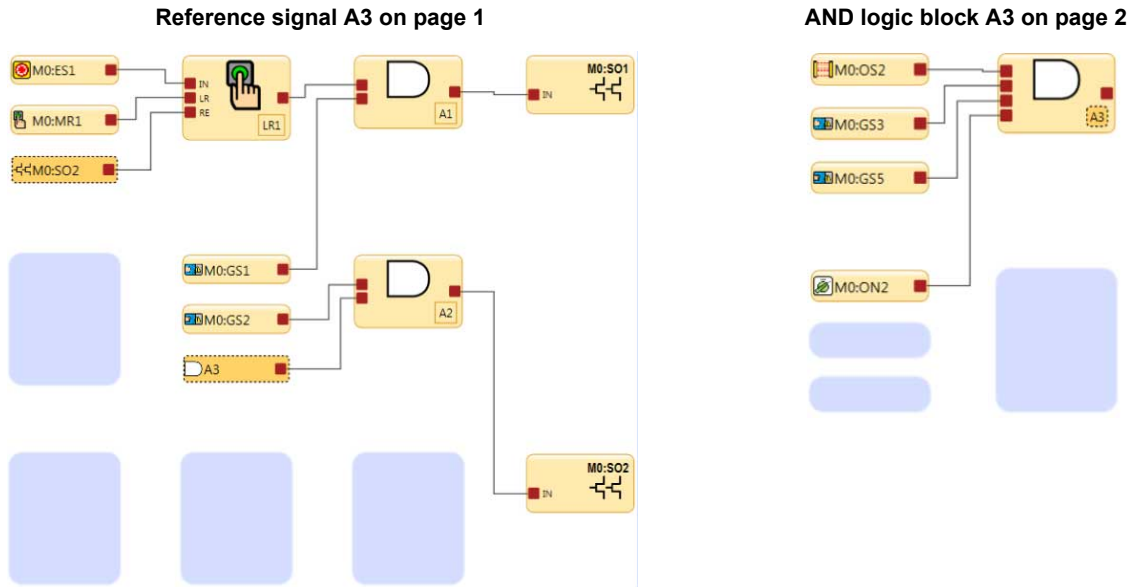 Reference signal A3 on page 1
AND logic block A3 on page 2
M0:ES1
M0:MR1
M0:SO2
IN
LR
RE
LR1
A1
M0:SO1
IN
M0:GS1
M0:GS2
A3
A2
M0:SO2
IN
M0:OS2
M0:GS3
M0:GS5
M0:ON2
A3